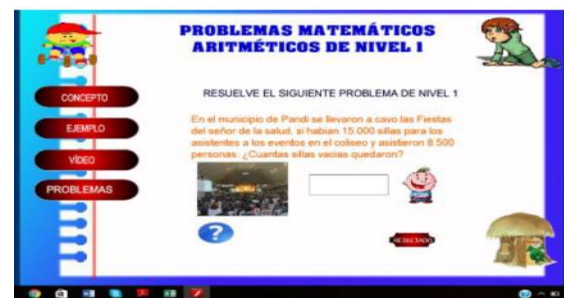 PROBLEMAS MATEMÁTICOS
ARITMÉTICOS DE NIVEL 1
CONCEPTO
EJEMPLO
VÍDEO
PROBLEMAS
RESUELVE EL SIGUIENTE PROBLEMA DE NIVEL 1
En el municipio de Pandi se llevaron a cavo las Fiestas
del señor de la salud, si habian 15.000 sillas para los
asistentes a los eventos en el coliseo y asistieron 8.500
personas. ¿Cuantas sillas vacias quedaron?
?